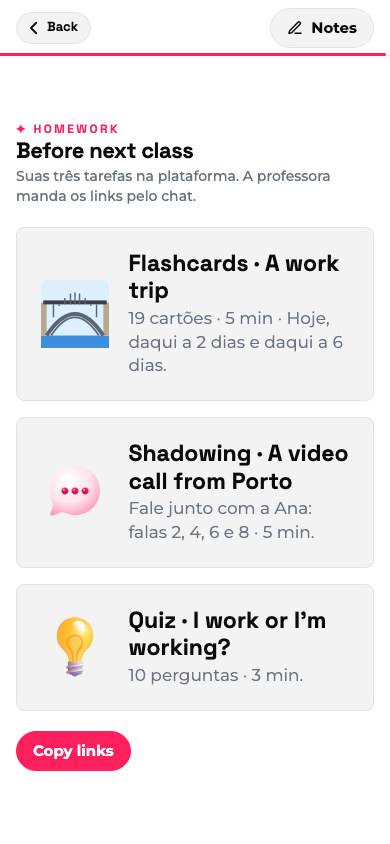 Back
Notes
✦ HOMEWORK
Before next class
Suas três tarefas na plataforma. A professora
manda os links pelo chat.
Flashcards · A work
trip
19 cartões · 5 min · Hoje,
daqui a 2 dias e daqui a 6
dias.
Shadowing · A video
call from Porto
Fale junto com a Ana:
falas 2, 4, 6 e 8 · 5 min.
Quiz · I work or I'm
working?
10 perguntas · 3 min.
Copy links